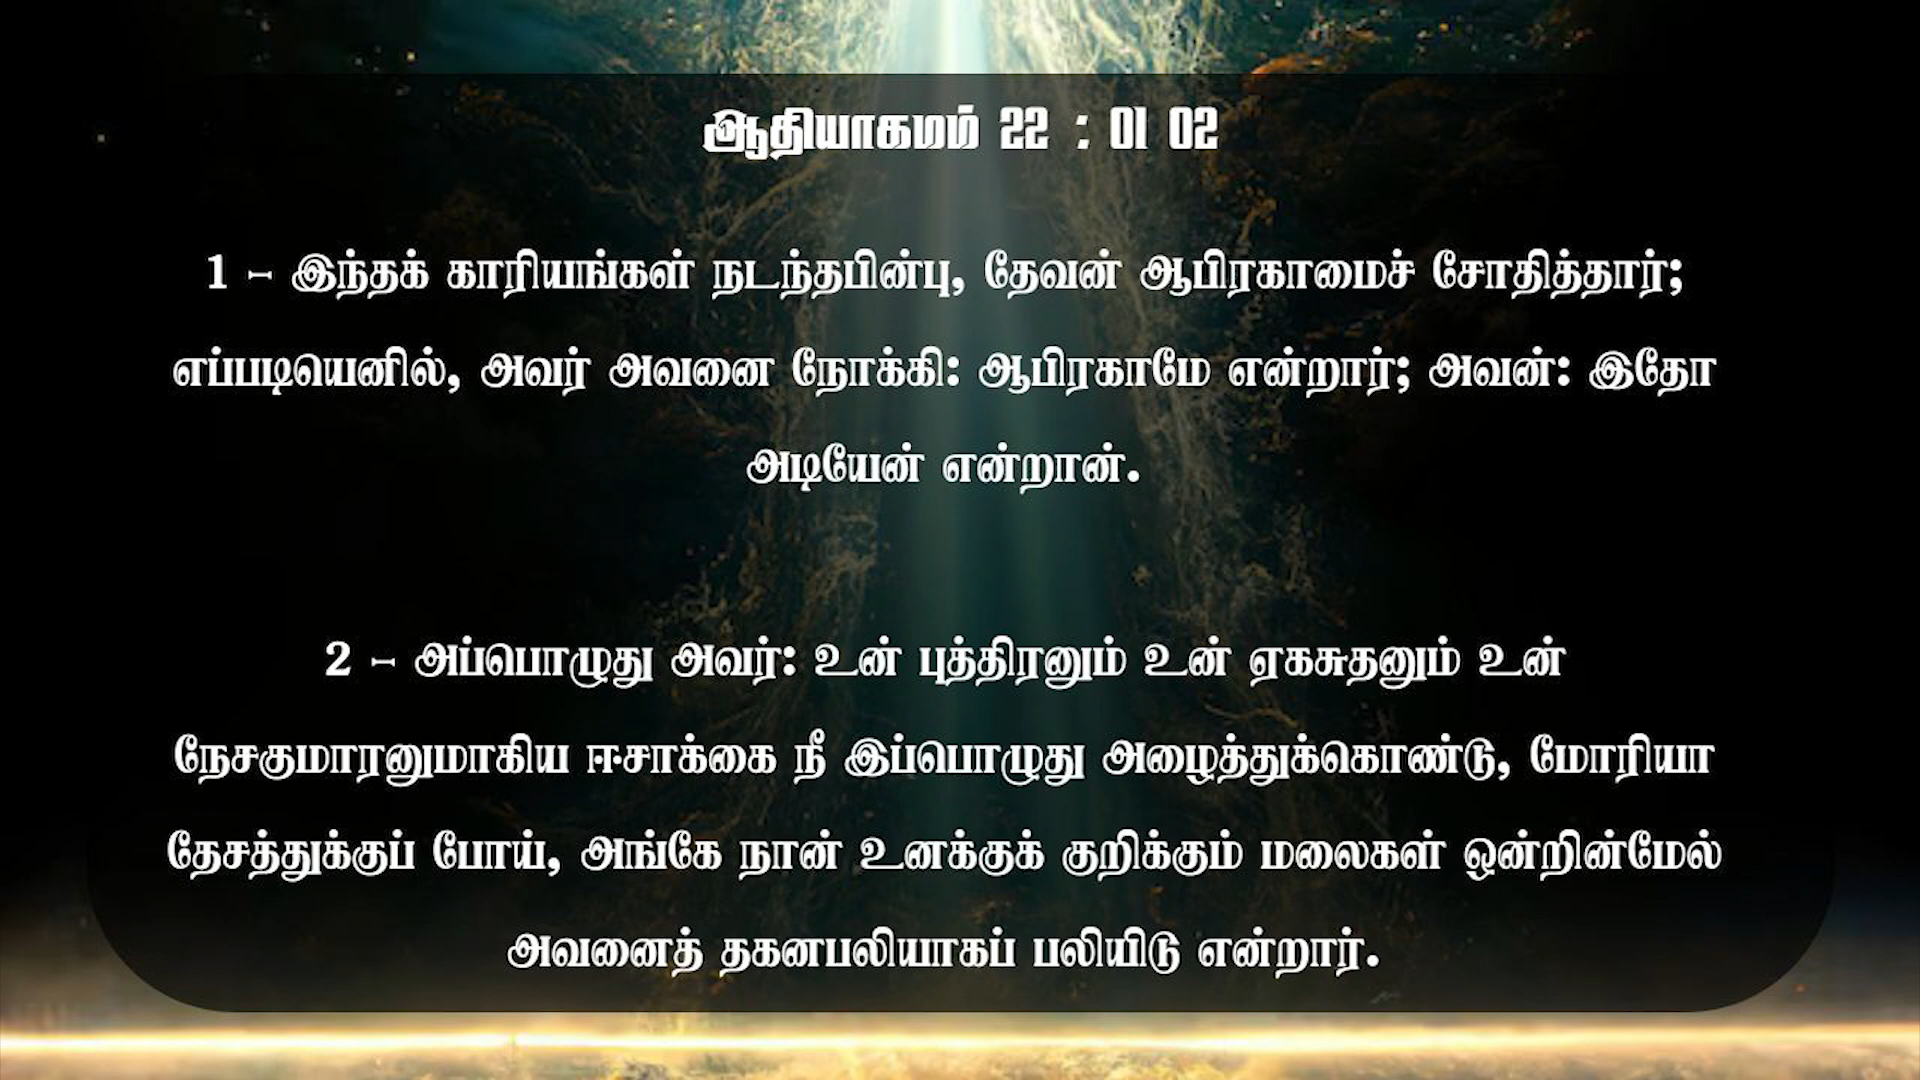 ஆதியாகமம் 22 : 01 02
1 - இந்தக் காரியங்கள் நடந்தபின்பு, தேவன் ஆபிரகாமைச் சோதித்தார்;
எப்படியெனில், அவர் அவனை நோக்கி: ஆபிரகாமே என்றார்; அவன்: இதோ
அடியேன் என்றான்.
2 - அப்பொழுது அவர்: உன் புத்திரனும் உன் ஏகசுதனும் உன்
நேசகுமாரனுமாகிய ஈசாக்கை நீ இப்பொழுது அழைத்துக்கொண்டு, மோரியா
தேசத்துக்குப் போய், அங்கே நான் உனக்குக் குறிக்கும் மலைகள் ஒன்றின்மேல்
அவனைத் தகனபலியாகப் பலியிடு என்றார்.